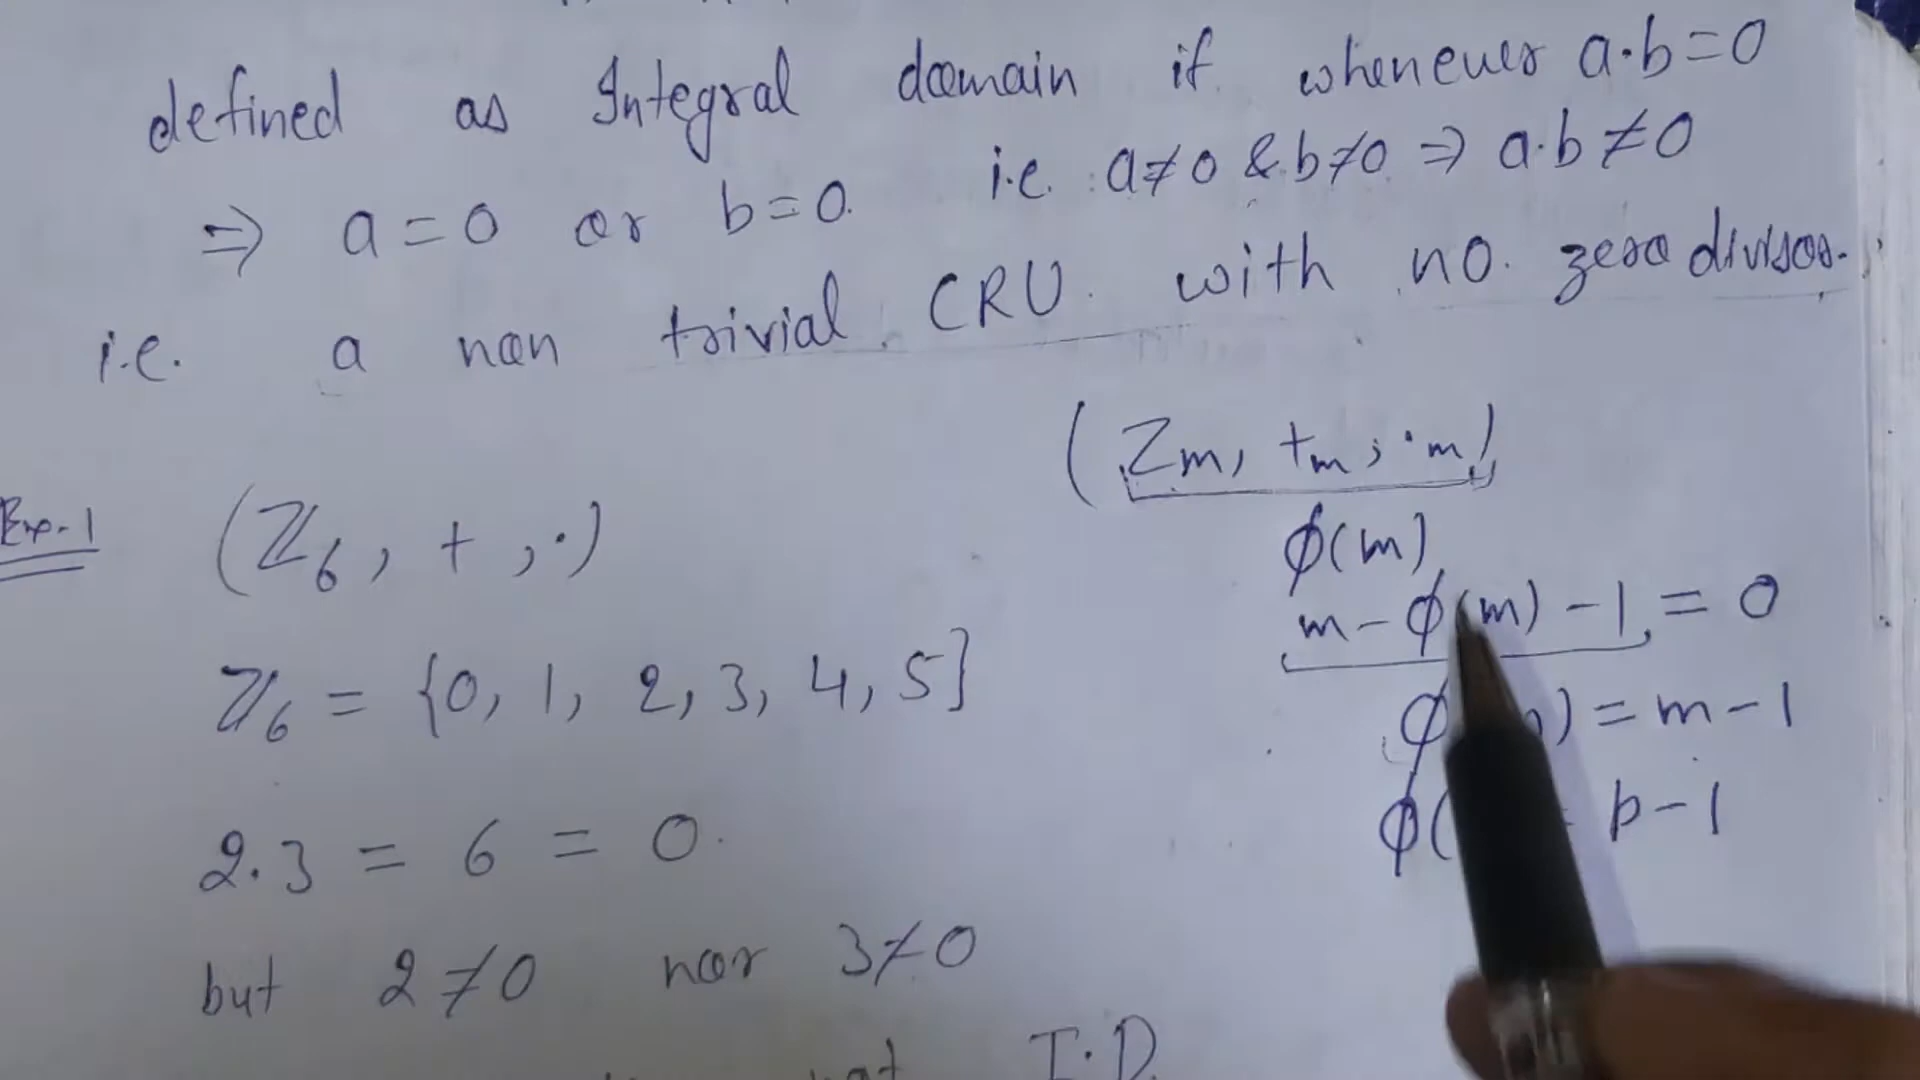 defined as Integral domain if whenever a·b=0
⇒ a=0 or b=0. i.e. a≠0 & b≠0 ⇒ a·b≠0
i.e. a non trivial CRU with no zero divisor.
(Zm, +m, ·m)
Exp-1 (ℤ6, +, ·)
ϕ(m)
m-ϕ(m)-1=0
ℤ6 = {0, 1, 2, 3, 4, 5}
ϕ( ) = m-1
2.3 = 6 = 0.
ϕ( p-1
but 2≠0 nor 3≠0
I.D.